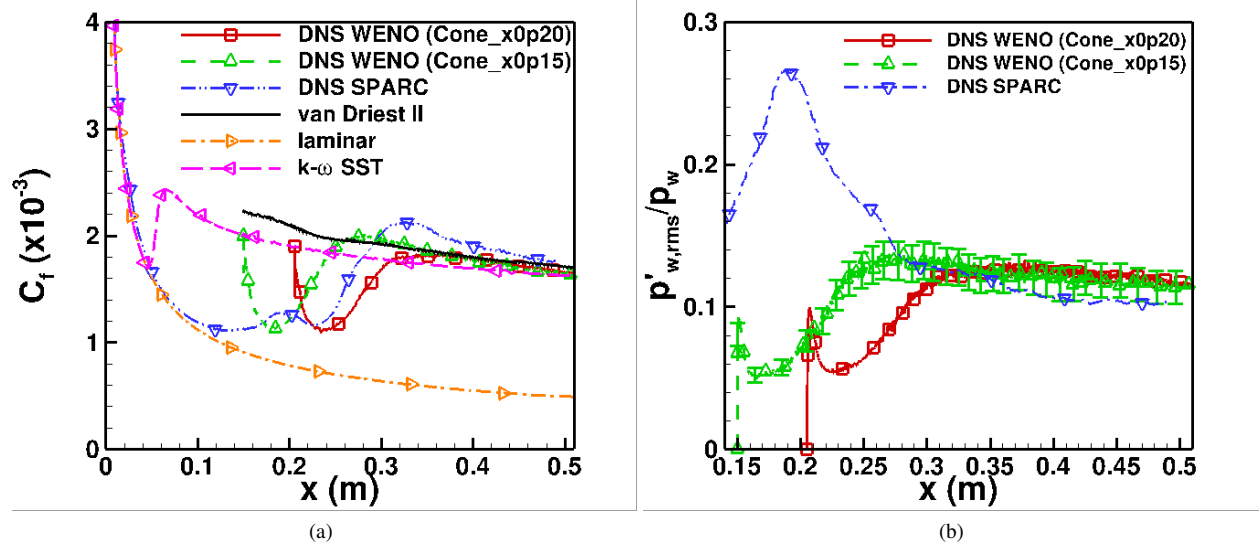 4
3
2
1
0
C_f (x10^-3)
DNS WENO (Cone_x0p20)
DNS WENO (Cone_x0p15)
DNS SPARC
van Driest II
laminar
k-ω SST
0 0.1 0.2 0.3 0.4 0.5
x (m)
(a)
0.3
0.2
0.1
0
p'_w,rms/p_w
DNS WENO (Cone_x0p20)
DNS WENO (Cone_x0p15)
DNS SPARC
0.15 0.2 0.25 0.3 0.35 0.4 0.45 0.5
x (m)
(b)